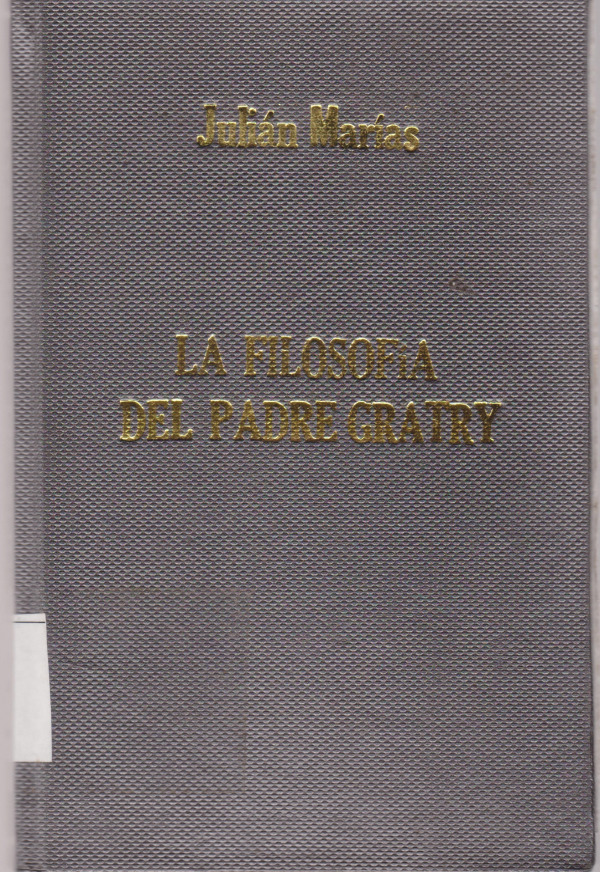 Julián Marías
LA FILOSOFíA
DEL PADRE GRATRY